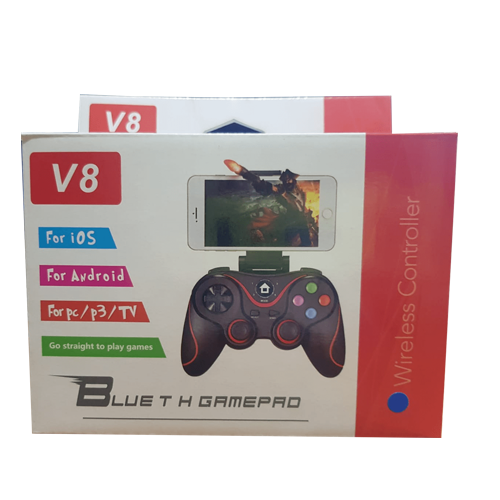 V8
V8
For iOS
For Android
For pc/p3/TV
Go straight to play games
BLUE T H GAMEPAD
Wireless Controller